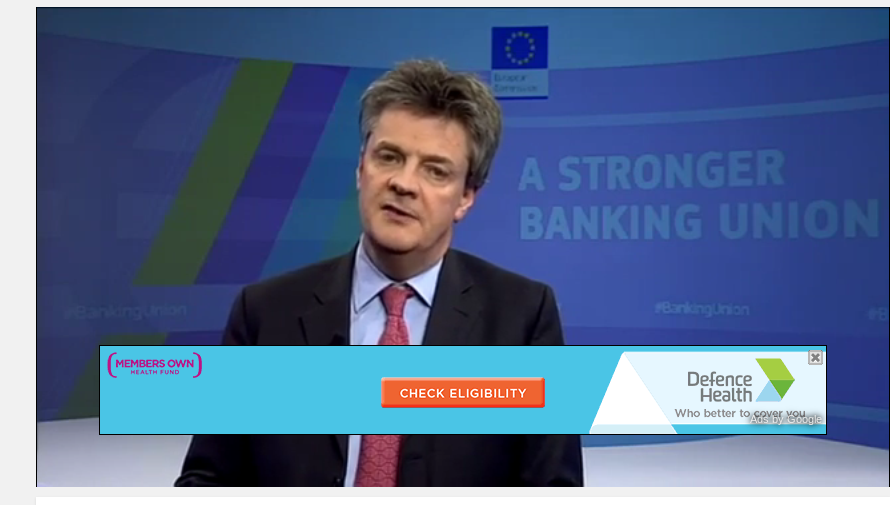 European
Commission
A STRONGER
BANKING UNION
#BankingUnion
#BankingUnion
#B
MEMBERS OWN
HEALTH FUND
CHECK ELIGIBILITY
Defence
Health
Who better to cover you
Ads by Google